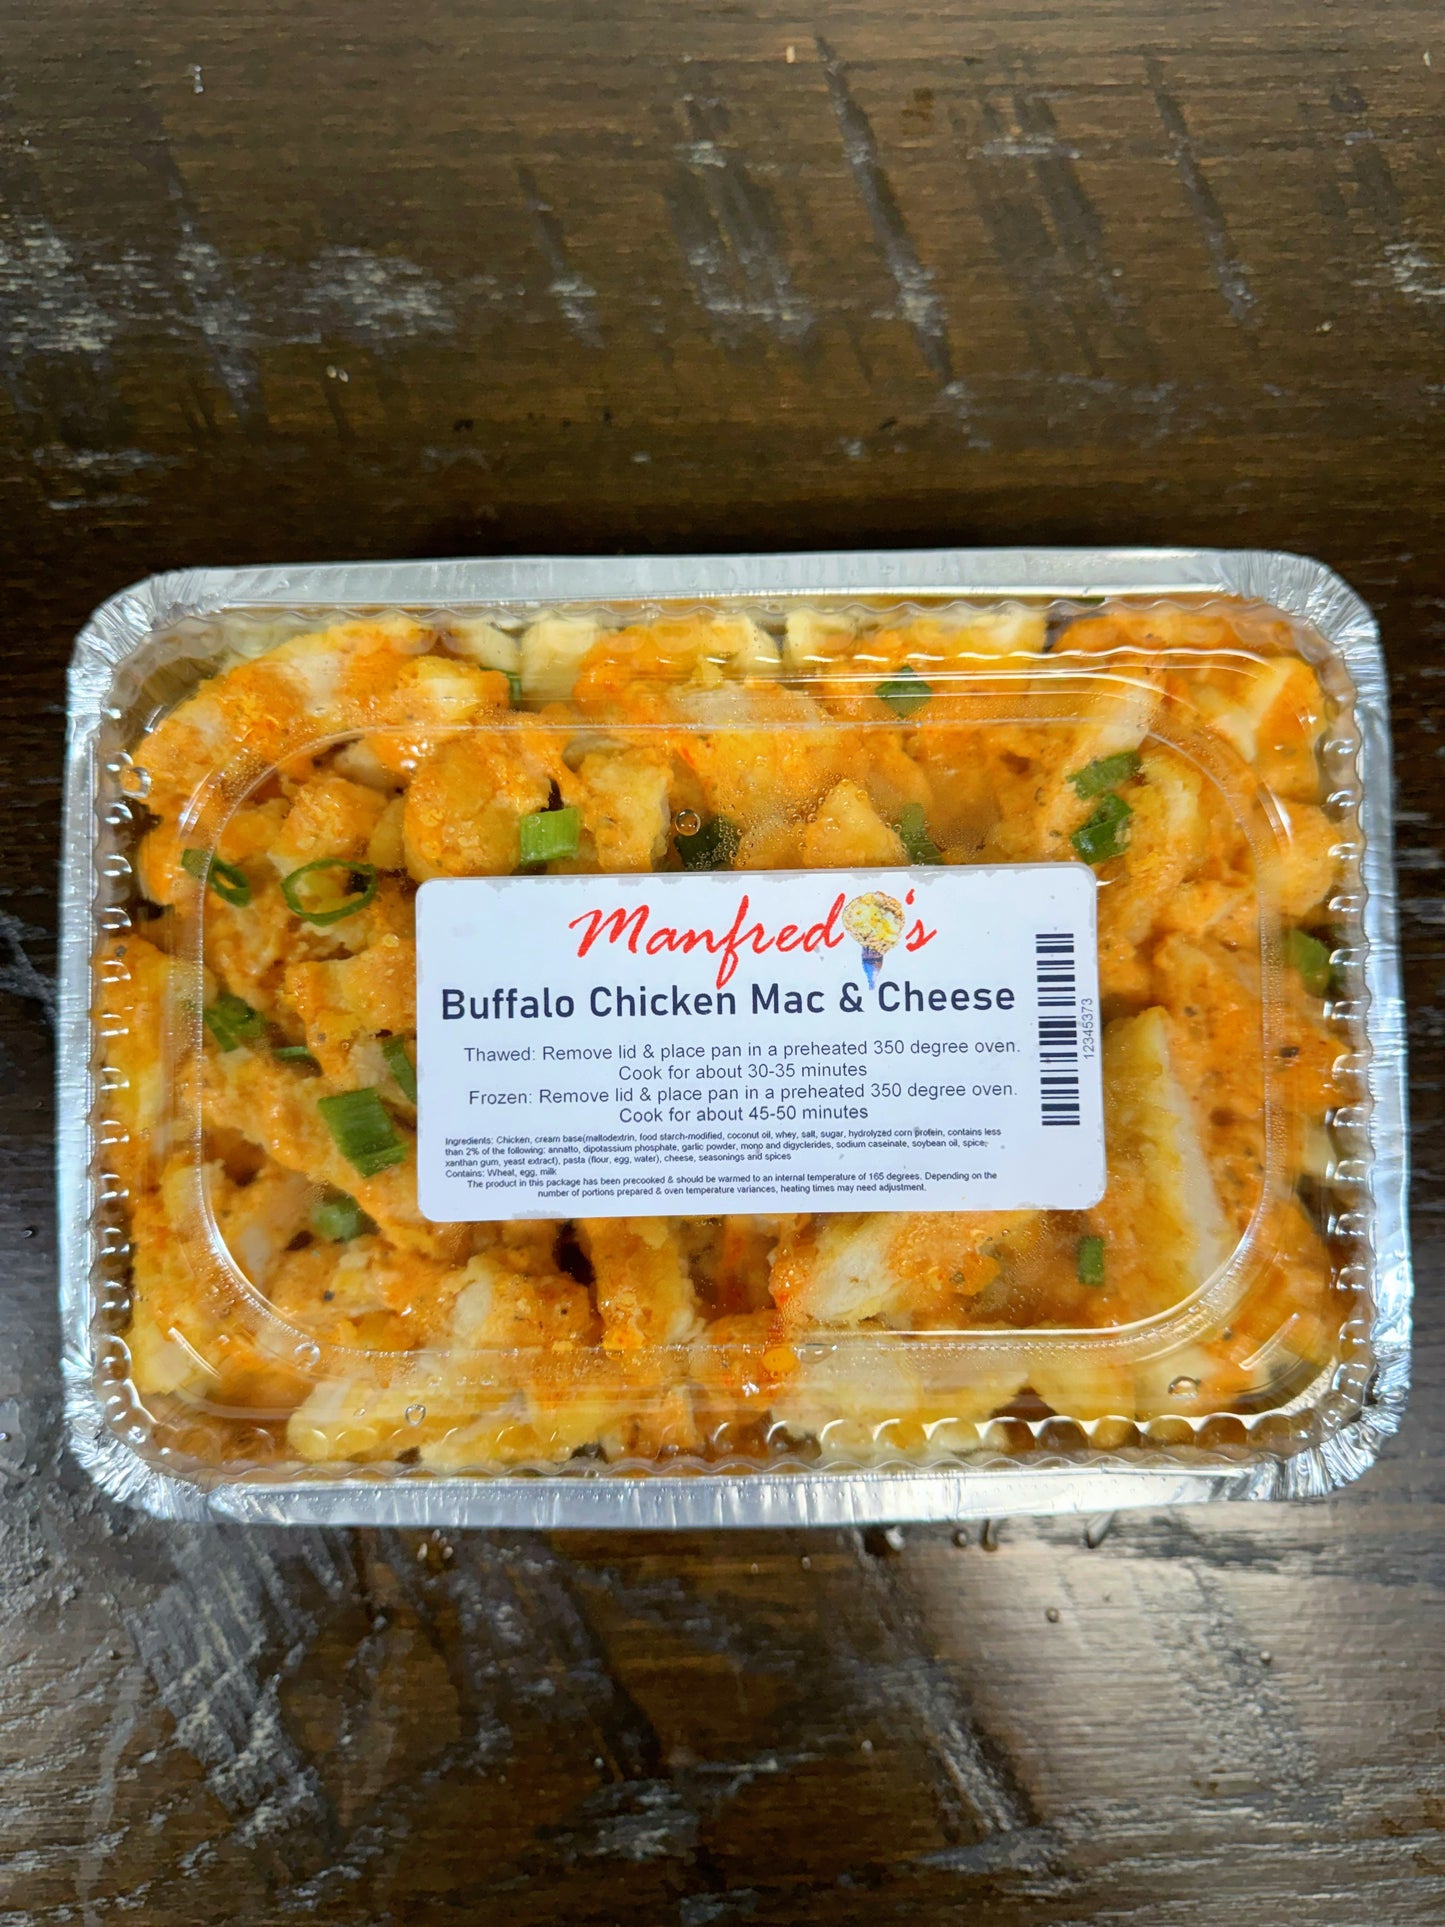 Manfredo's
Buffalo Chicken Mac & Cheese
Thawed: Remove lid & place pan in a preheated 350 degree oven.
Cook for about 30-35 minutes
Frozen: Remove lid & place pan in a preheated 350 degree oven.
Cook for about 45-50 minutes
Ingredients: Chicken, cream base(maltodextrin, food starch-modified, coconut oil, whey, salt, sugar, hydrolyzed corn protein, contains less
than 2% of the following: annatto, dipotassium phosphate, garlic powder, mono and digyclerides, sodium caseinate, soybean oil, spice,
xanthan gum, yeast extract), pasta (flour, egg, water), cheese, seasonings and spices
Contains: Wheat, egg, milk
The product in this package has been precooked & should be warmed to an internal temperature of 165 degrees. Depending on the
number of portions prepared & oven temperature variances, heating times may need adjustment.
12345373